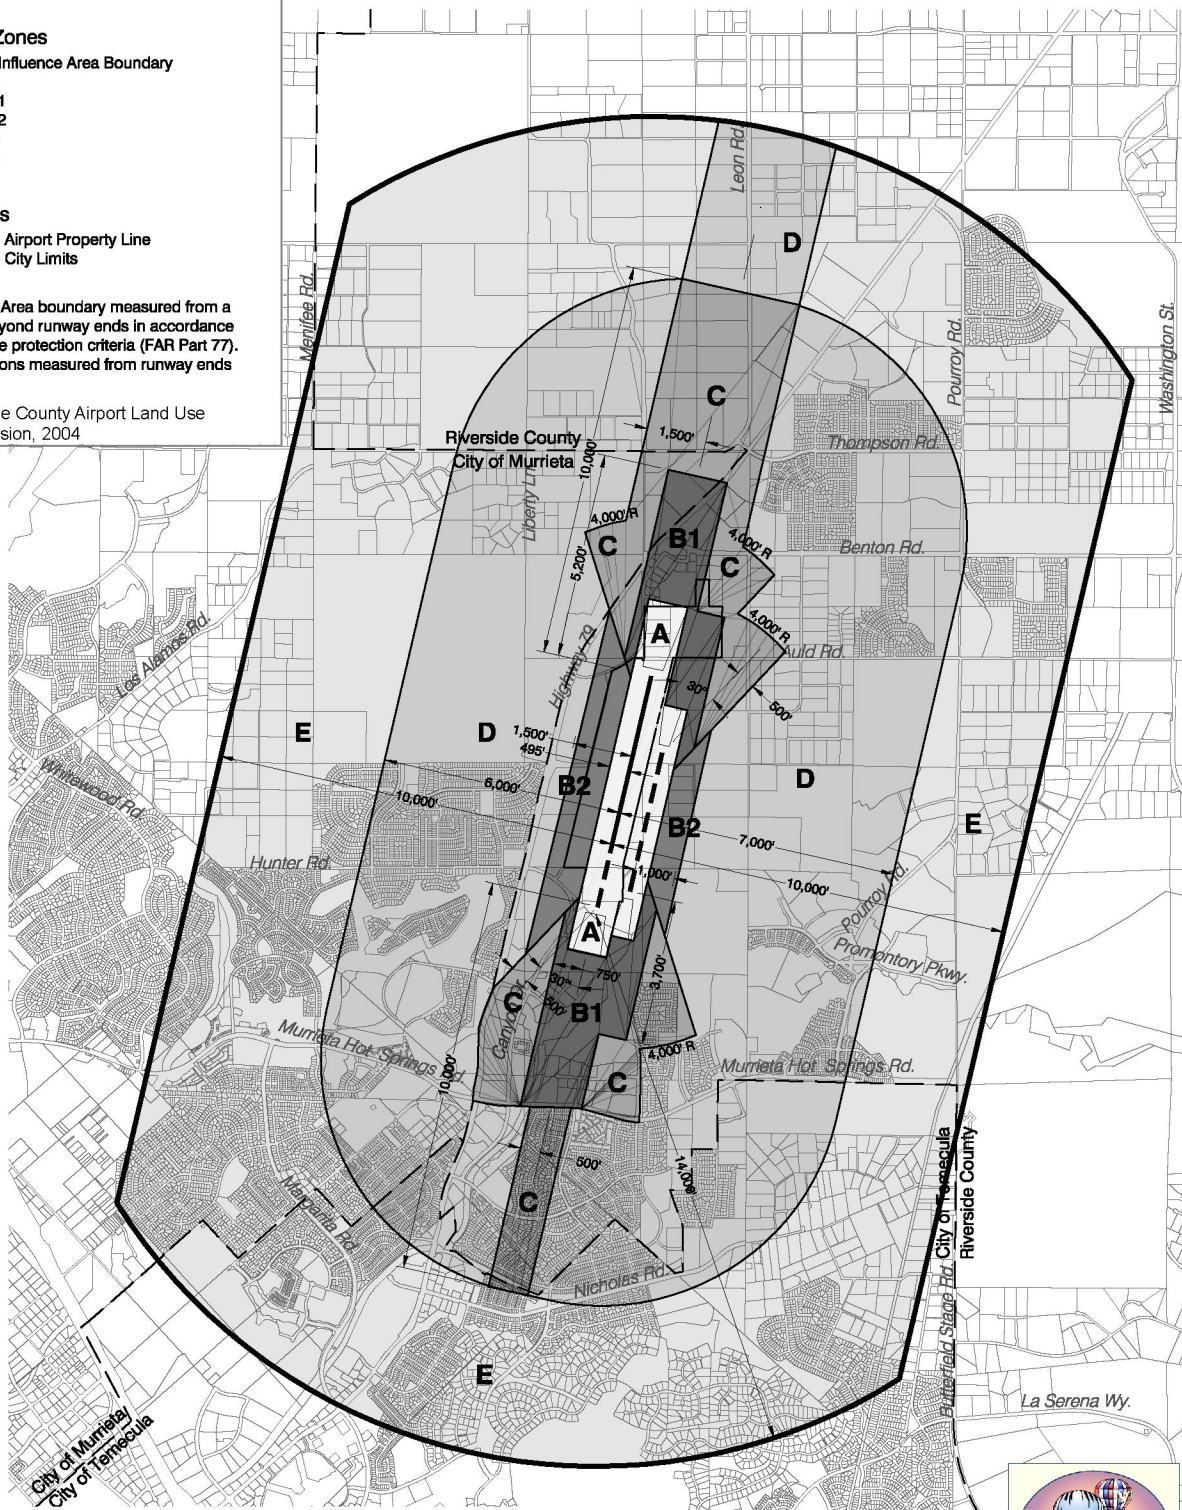 Zones
Influence Area Boundary
1
2
s
Airport Property Line
City Limits
Area boundary measured from a
yond runway ends in accordance
e protection criteria (FAR Part 77).
ons measured from runway ends
e County Airport Land Use
sion, 2004
Leon Rd.
D
Menifee Rd.
Pourroy Rd.
Washington St.
C
1,500'
Riverside County
City of Murrieta
10,000'
Thompson Rd.
Liberty Ln.
4,000' R
C
B1
4,000' R
C
Benton Rd.
5,200'
A
4,000' R
Auld Rd.
Los Alamos Rd.
Highway 79
30°
500'
E
D
1,500'
495'
B2
D
Whitewood Rd.
6,000'
10,000'
B2
7,000'
E
Hunter Rd.
1,000'
10,000'
Pourroy Rd.
A
Promontory Pkwy.
3,700'
30°
750'
C
500'
B1
Murrieta Hot Springs Rd
4,000' R
10,000'
C
Murrieta Hot Springs Rd.
500'
14,000'
C
Margarita Rd.
City of Temecula
Riverside County
Nicholas Rd.
Butterfield Stage Rd.
E
La Serena Wy.
City of Murrieta
City of Temecula